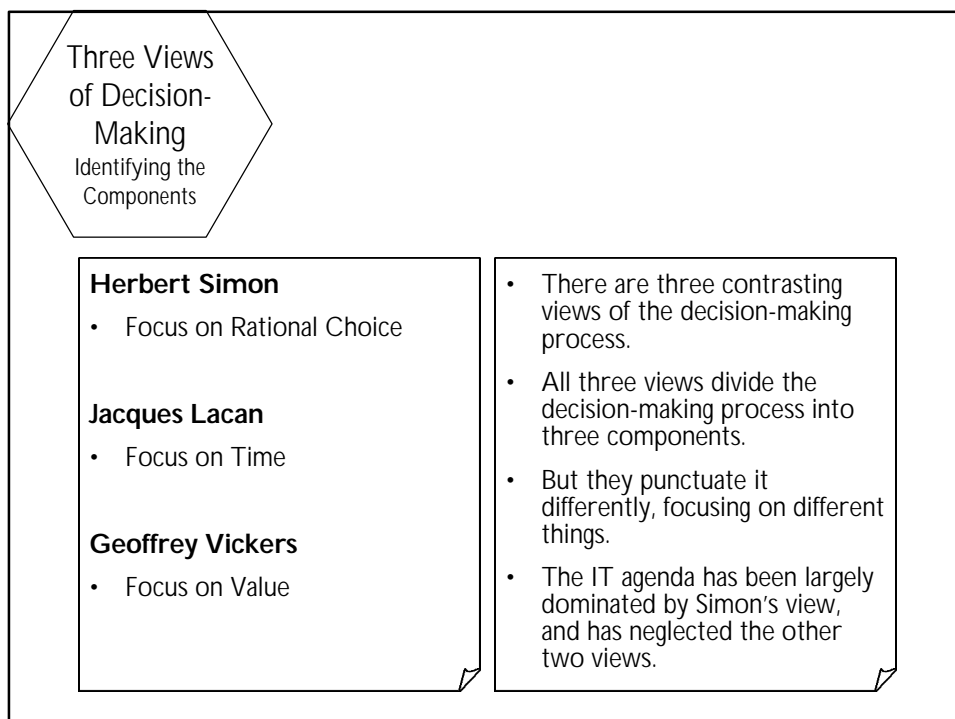 Three Views
of Decision-
Making
Identifying the
Components
Herbert Simon
• Focus on Rational Choice
Jacques Lacan
• Focus on Time
Geoffrey Vickers
• Focus on Value
• There are three contrasting
views of the decision-making
process.
• All three views divide the
decision-making process into
three components.
• But they punctuate it
differently, focusing on different
things.
• The IT agenda has been largely
dominated by Simon's view,
and has neglected the other
two views.